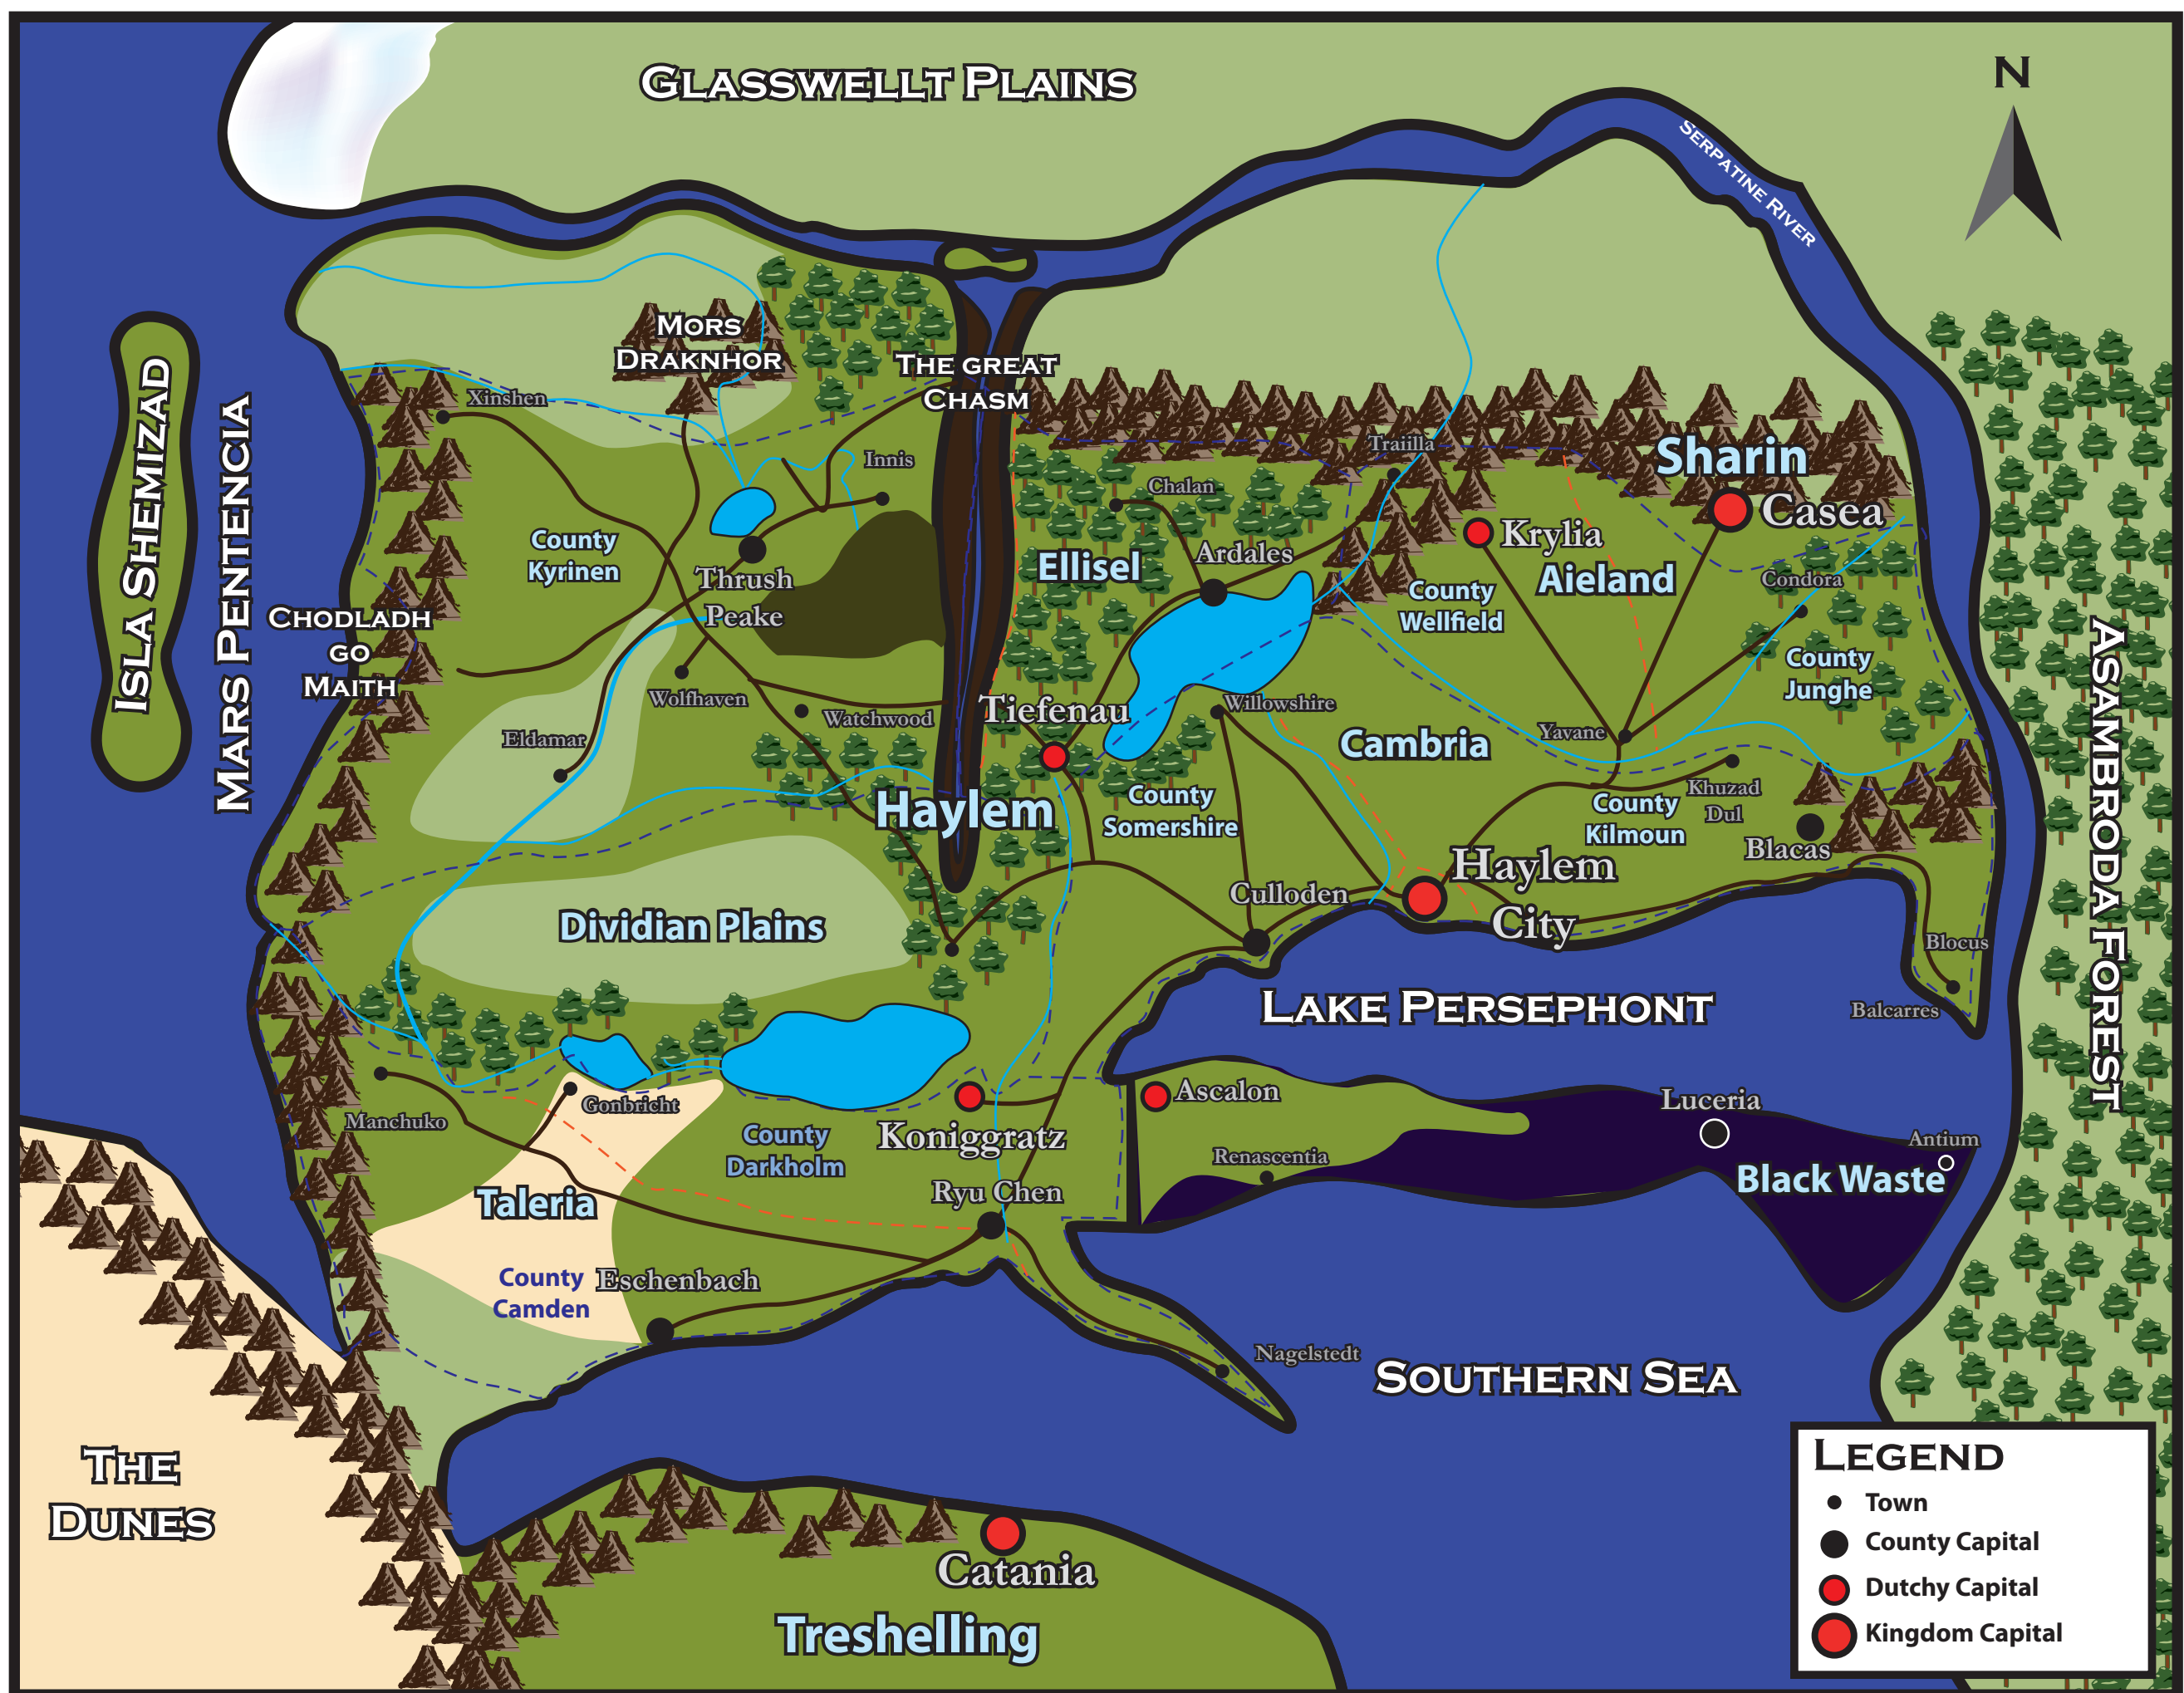 GLASSWELLT PLAINS
N
SERPATINE RIVER
MORS
DRAKNHOR
THE GREAT
CHASM
ISLA SHEMIZAD
MARS PENTENCIA
Xinshen
Innis
Traiilla
Sharin
Chalan
Casea
County
Kyrinen
Ardales
Krylia
Ellisel
Aieland
Condora
Thrush
Peake
County
Wellfield
CHODLADH
GO
MAITH
County
Junghe
ASAMBRODA FOREST
Wolfhaven
Watchwood
Tiefenau
Willowshire
Eldamar
Cambria
Yavane
Khuzad
Dul
Haylem
County
Somershire
County
Kilmoun
Blacas
Haylem
City
Culloden
Dividian Plains
Blocus
Balcarres
LAKE PERSEPHONT
Manchuko
Gonbricht
County
Darkholm
Koniggratz
Ascalon
Luceria
Antium
Renascentia
Black Waste
Taleria
Ryu Chen
County
Camden
Eschenbach
Nagelstedt
SOUTHERN SEA
THE
DUNES
Catania
Treshelling
LEGEND
Town
County Capital
Dutchy Capital
Kingdom Capital